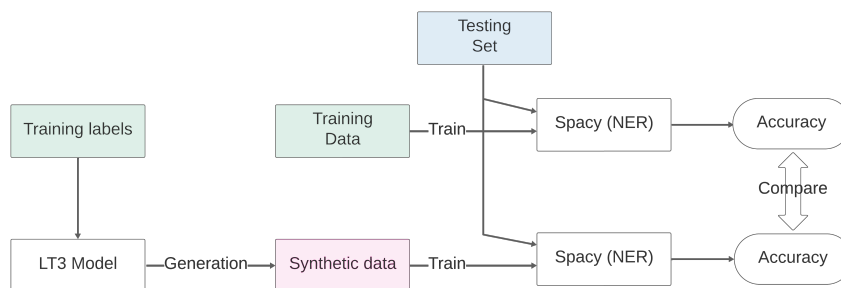 Testing
Set
Training labels
Training
Data
Train
Spacy (NER)
Accuracy
Compare
LT3 Model
Generation
Synthetic data
Train
Spacy (NER)
Accuracy